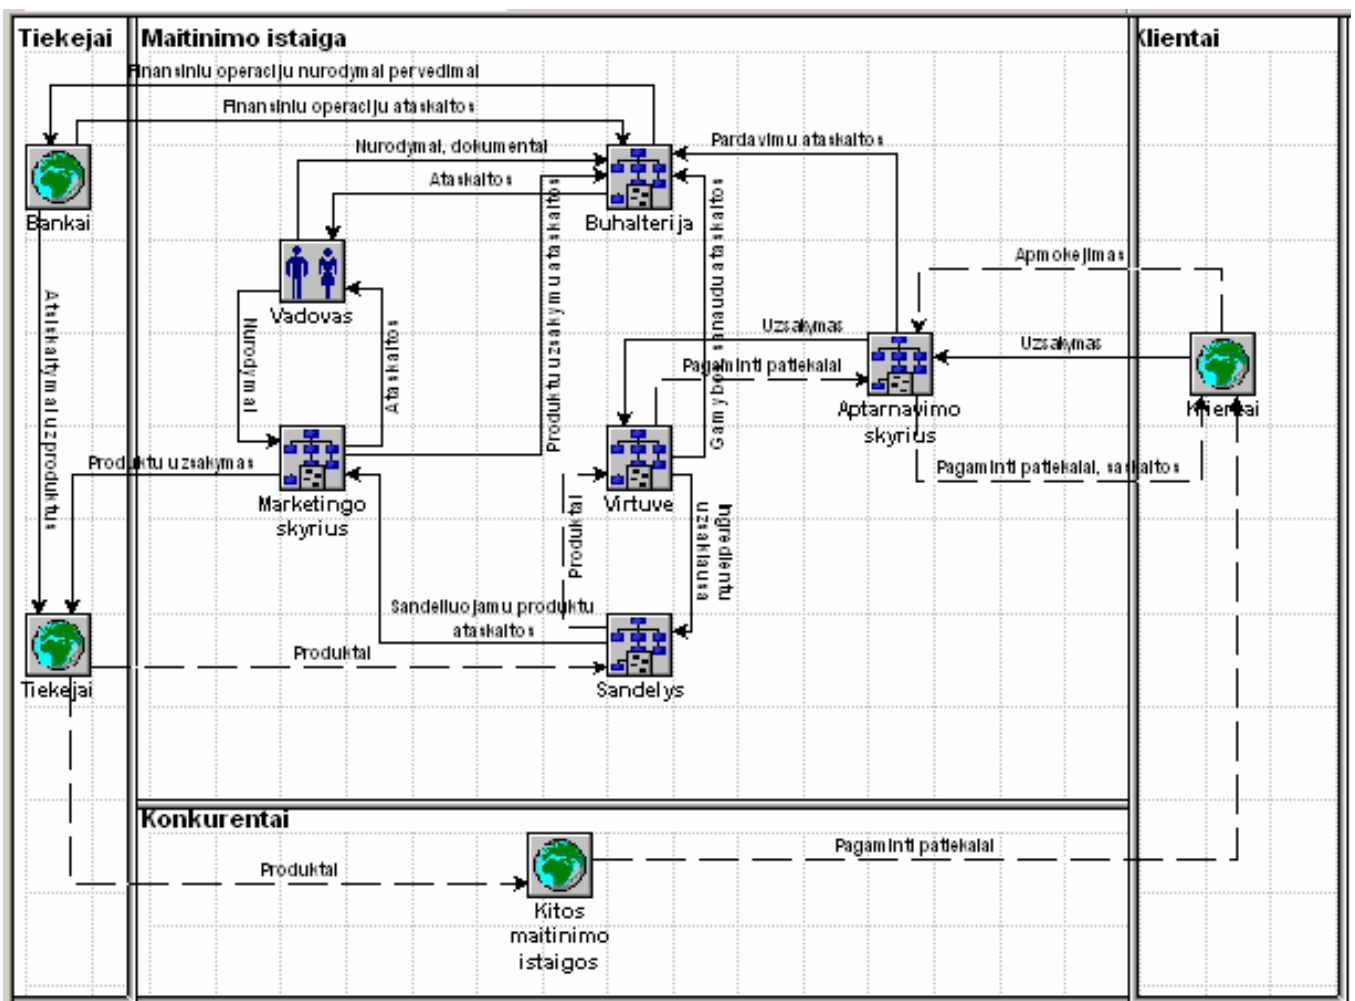 Tiekejai
Maitinimo istaiga
Klientai
Finansiniu operaciju nurodymai pervedimai
Finansiniu operaciju ataskaitos
Nurodymai, dokumentai
Pardavimu ataskaitos
Ataskaitos
Bankai
Buhalterija
Apmokejimas
Vadovas
Atsiskaitymai uz produktus
Nurodymai
Ataskaitos
Produktu uzsakymu ataskaitos
Gamybos sanaudu ataskaitos
Uzsakymas
Uzsakymas
Pagaminti patiekalai
Aptarnavimo
skyrius
Klientai
Produktu uzsakymas
Pagaminti patiekalai, saskaitos
Marketingo
skyrius
Virtuve
Produktai
Ingredientu
uzsaklausa
Sandeliuojamu produktu
ataskaitos
Produktai
Tiekejai
Sandelys
Konkurentai
Pagaminti patiekalai
Produktai
Kitos
maitinimo
istaigos